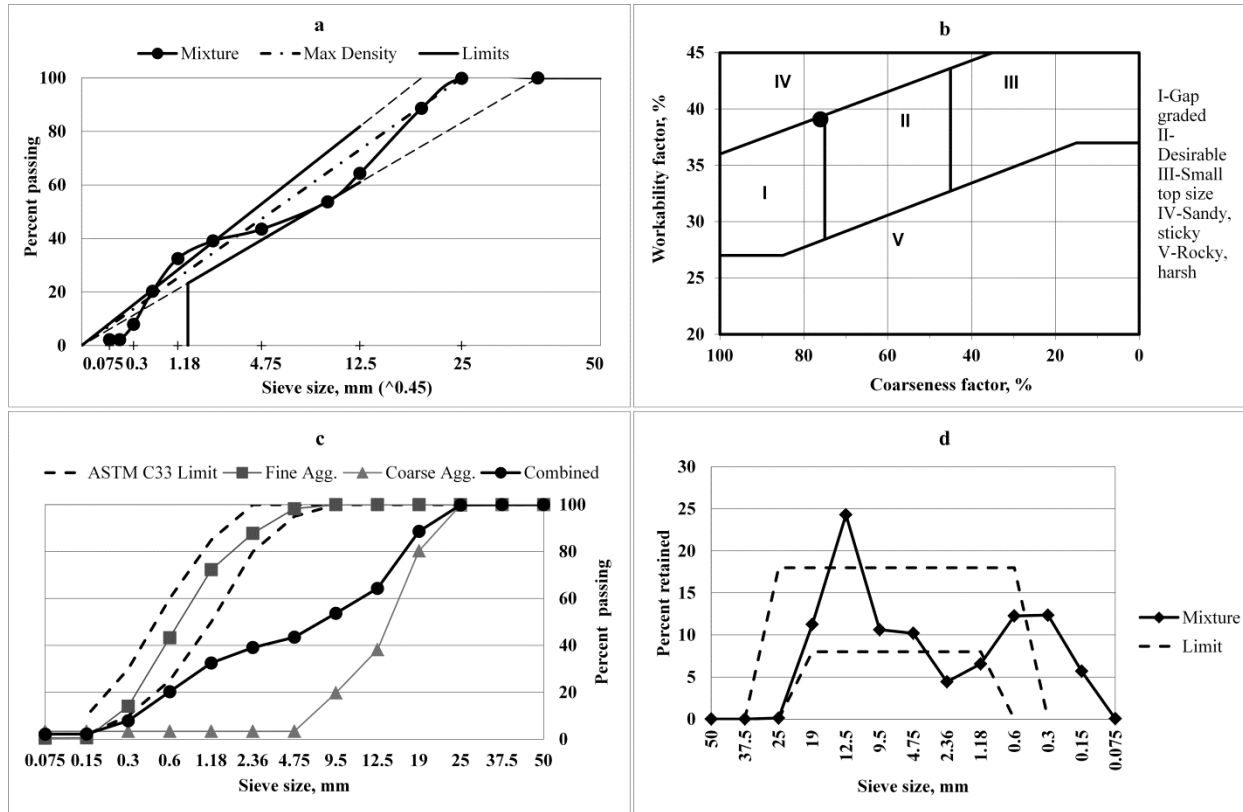 a
Mixture Max Density Limits
Percent passing
100
80
60
40
20
0
0.075 0.3 1.18 4.75 12.5 25 50
Sieve size, mm (^0.45)
b
Workability factor, %
45
40
35
30
25
20
IV
III
II
I
V
100 80 60 40 20 0
Coarseness factor, %
I-Gap
graded
II-
Desirable
III-Small
top size
IV-Sandy,
sticky
V-Rocky,
harsh
c
ASTM C33 Limit Fine Agg. Coarse Agg. Combined
100
80
60
40
20
0
Percent passing
0.075 0.15 0.3 0.6 1.18 2.36 4.75 9.5 12.5 19 25 37.5 50
Sieve size, mm
d
Percent retained
30
25
20
15
10
5
0
50 37.5 25 19 12.5 9.5 4.75 2.36 1.18 0.6 0.3 0.15 0.075
Sieve size, mm
Mixture
Limit